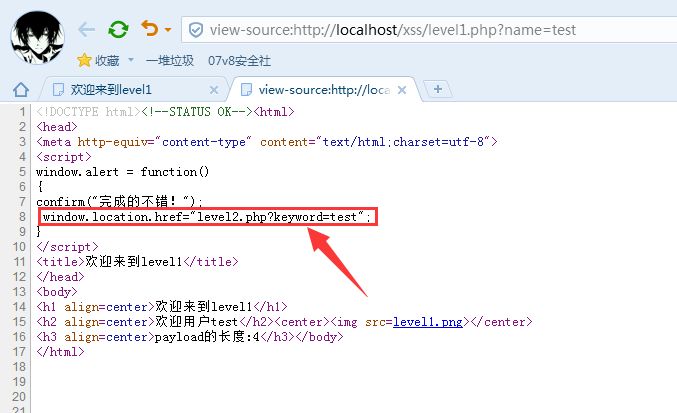 view-source:http://localhost/xss/level1.php?name=test
收藏 一堆垃圾 07v8安全社
欢迎来到level1 view-source:http://loca
1 <!DOCTYPE html><!--STATUS OK--><html>
2 <head>
3 <meta http-equiv="content-type" content="text/html;charset=utf-8">
4 <script>
5 window.alert = function()
6 {
7 confirm("完成的不错！");
8 window.location.href="level2.php?keyword=test";
9 }
10 </script>
11 <title>欢迎来到level1</title>
12 </head>
13 <body>
14 <h1 align=center>欢迎来到level1</h1>
15 <h2 align=center>欢迎用户test</h2><center><img src=level1.png></center>
16 <h3 align=center>payload的长度:4</h3></body>
17 </html>
18
19
20
21